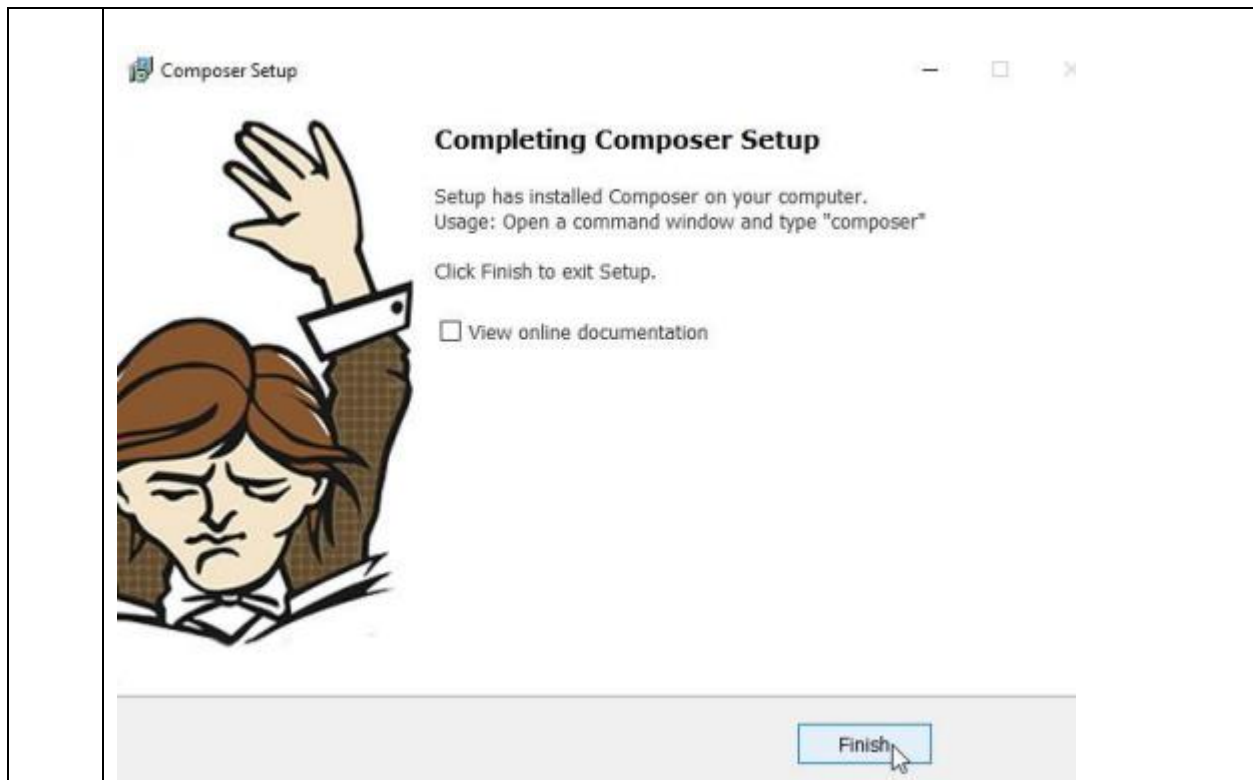 Composer Setup
Completing Composer Setup
Setup has installed Composer on your computer.
Usage: Open a command window and type "composer"
Click Finish to exit Setup.
View online documentation
Finish